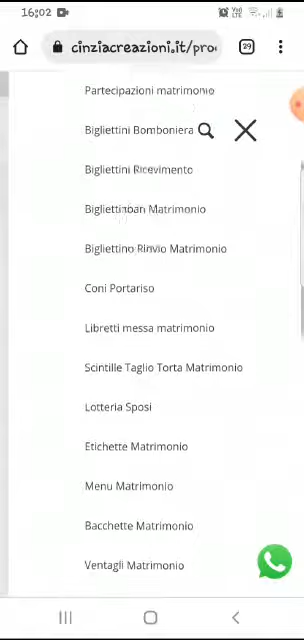 16:02
cinziacreazioni.it/pro
29
Partecipazioni matrimonio
Bigliettini Bomboniera
Bigliettini Ricevimento
Matrimonio
Bigliettino Rinvio Matrimonio
Coni Portariso
Libretti messa matrimonio
Scintille Taglio Torta Matrimonio
Lotteria Sposi
Etichette Matrimonio
Menu Matrimonio
Bacchette Matrimonio
Ventagli Matrimonio